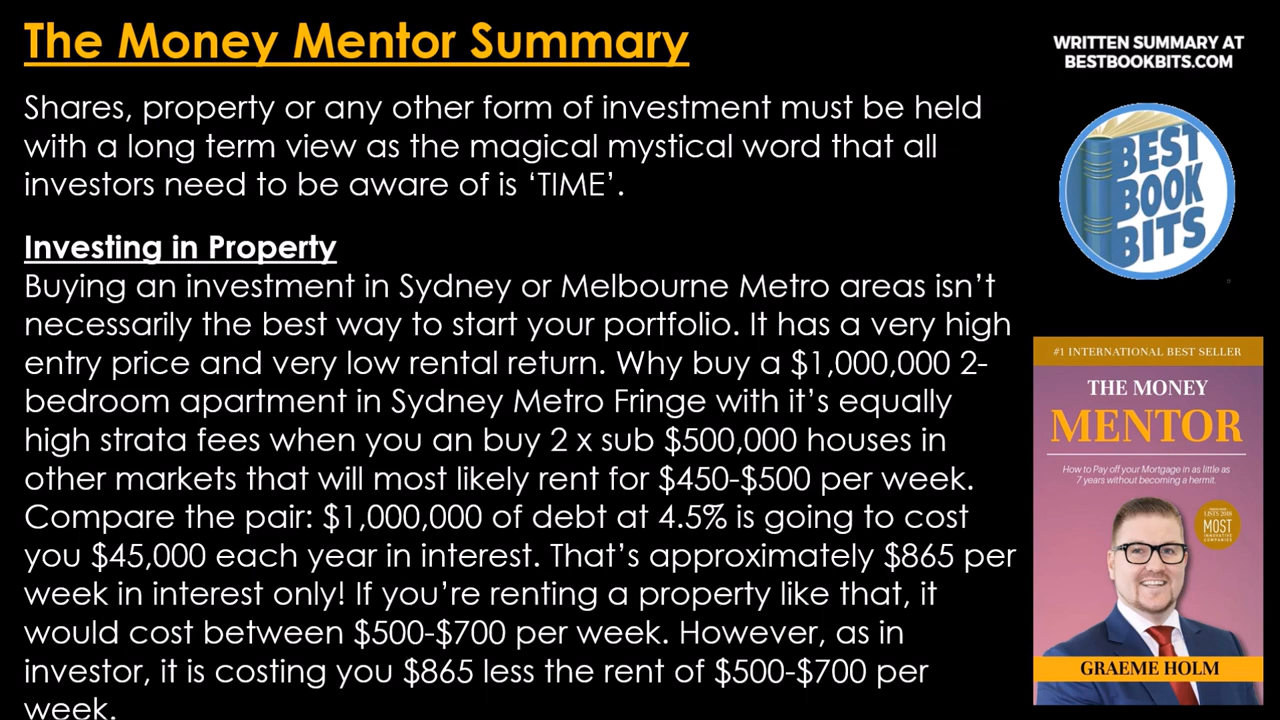 The Money Mentor Summary
WRITTEN SUMMARY AT
BESTBOOKBITS.COM
Shares, property or any other form of investment must be held
with a long term view as the magical mystical word that all
investors need to be aware of is ‘TIME’.
BEST
BOOK
BITS
Investing in Property
Buying an investment in Sydney or Melbourne Metro areas isn’t
necessarily the best way to start your portfolio. It has a very high
entry price and very low rental return. Why buy a $1,000,000 2-
bedroom apartment in Sydney Metro Fringe with it’s equally
high strata fees when you an buy 2 x sub $500,000 houses in
other markets that will most likely rent for $450-$500 per week.
Compare the pair: $1,000,000 of debt at 4.5% is going to cost
you $45,000 each year in interest. That’s approximately $865 per
week in interest only! If you’re renting a property like that, it
would cost between $500-$700 per week. However, as in
investor, it is costing you $865 less the rent of $500-$700 per
week.
#1 INTERNATIONAL BEST SELLER
THE MONEY
MENTOR
How to Pay off your Mortgage in as little as
7 years without becoming a hermit.
MOST
INNOVATIVE
COMPANIES
GRAEME HOLM